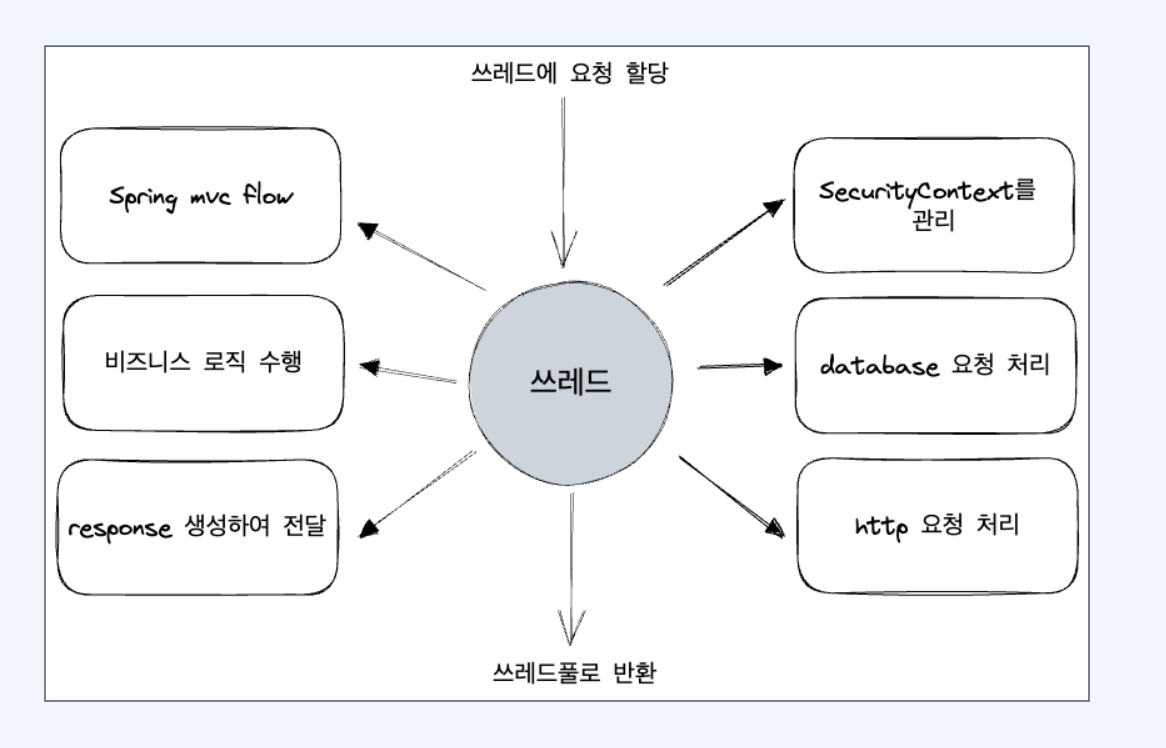 쓰레드에 요청 할당
Spring mvc flow
SecurityContext를
관리
비즈니스 로직 수행
쓰레드
database 요청 처리
response 생성하여 전달
http 요청 처리
쓰레드풀로 반환